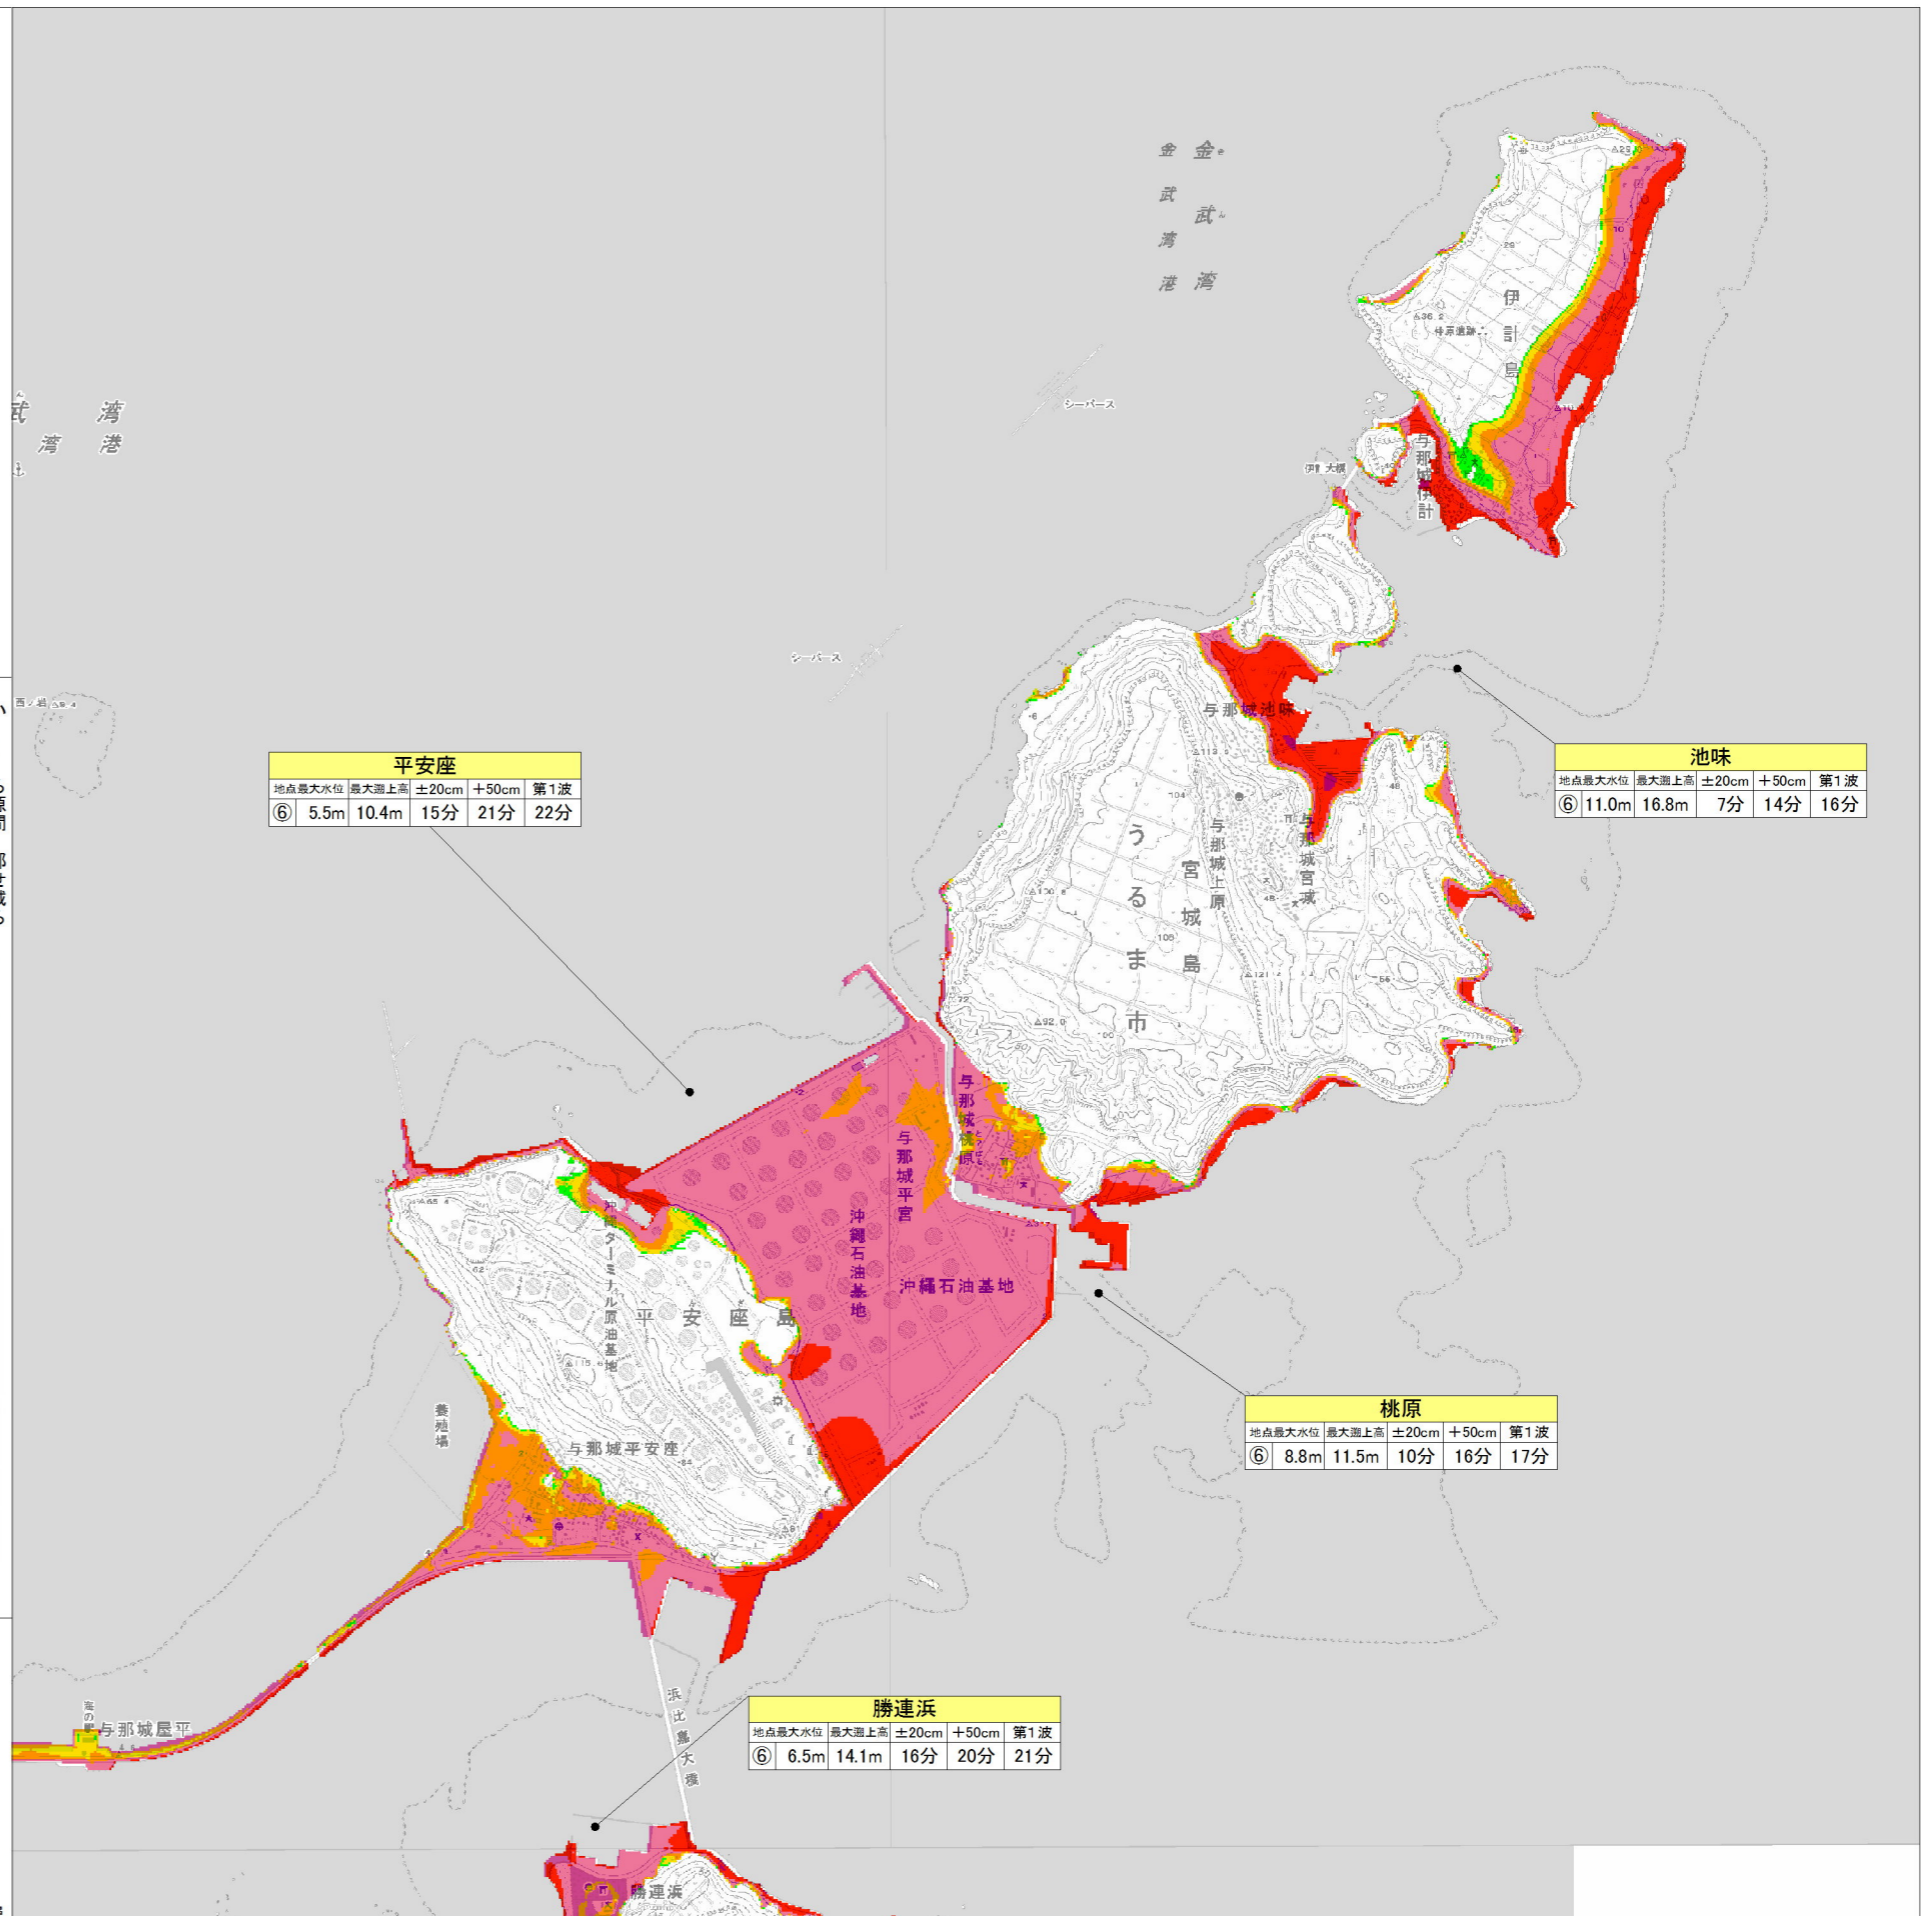 金武湾港
金武湾
武湾
湾港
シーバース
シーバース
西ノ岩
伊計島
仲原遺跡
与那城伊計
与那城池味
うるま市
宮城島
与那城上原
与那城宮城
与那城桃原
与那城平宮
沖縄石油基地
沖縄石油基地
沖縄ターミナル原油基地
平安座島
与那城平安座
養殖場
海の駅
与那城屋平
浜比嘉大橋
勝連浜
平安座
地点最大水位 最大遡上高 ±20cm +50cm 第1波
⑥ 5.5m 10.4m 15分 21分 22分
池味
地点最大水位 最大遡上高 ±20cm +50cm 第1波
⑥ 11.0m 16.8m 7分 14分 16分
桃原
地点最大水位 最大遡上高 ±20cm +50cm 第1波
⑥ 8.8m 11.5m 10分 16分 17分
勝連浜
地点最大水位 最大遡上高 ±20cm +50cm 第1波
⑥ 6.5m 14.1m 16分 20分 21分